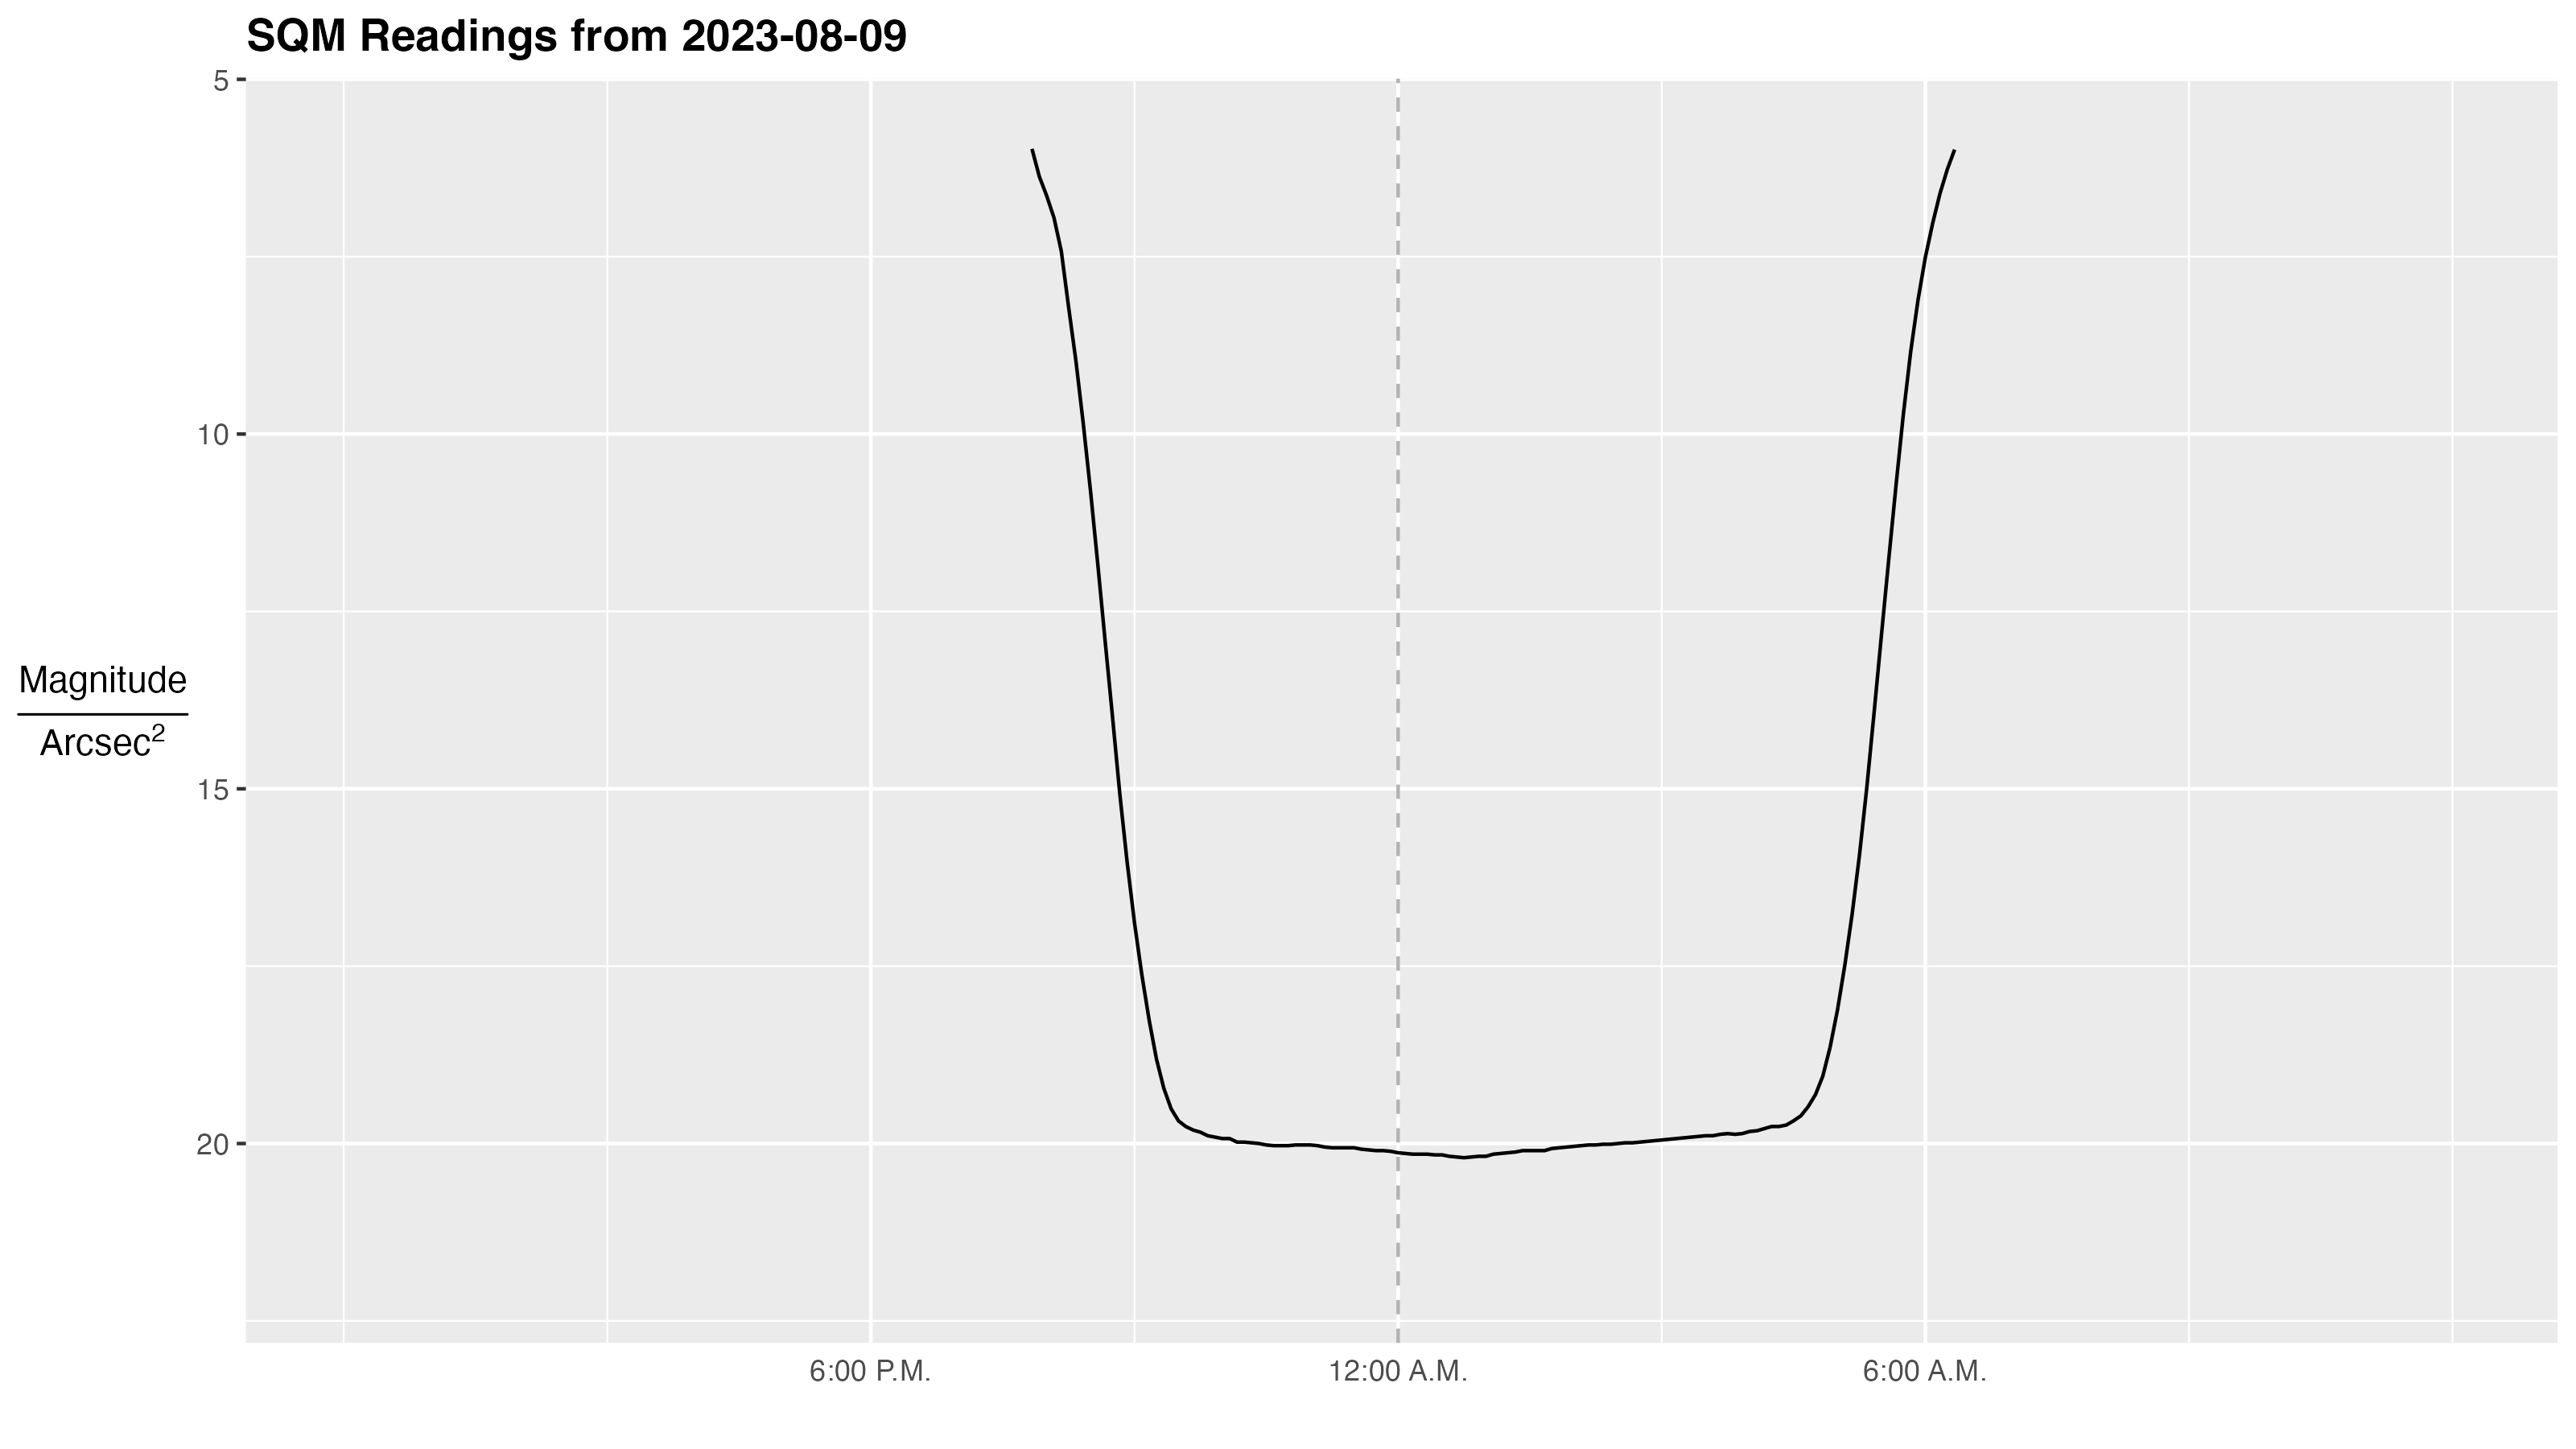 SQM Readings from 2023-08-09
5
10
15
20
Magnitude
Arcsec²
6:00 P.M.
12:00 A.M.
6:00 A.M.